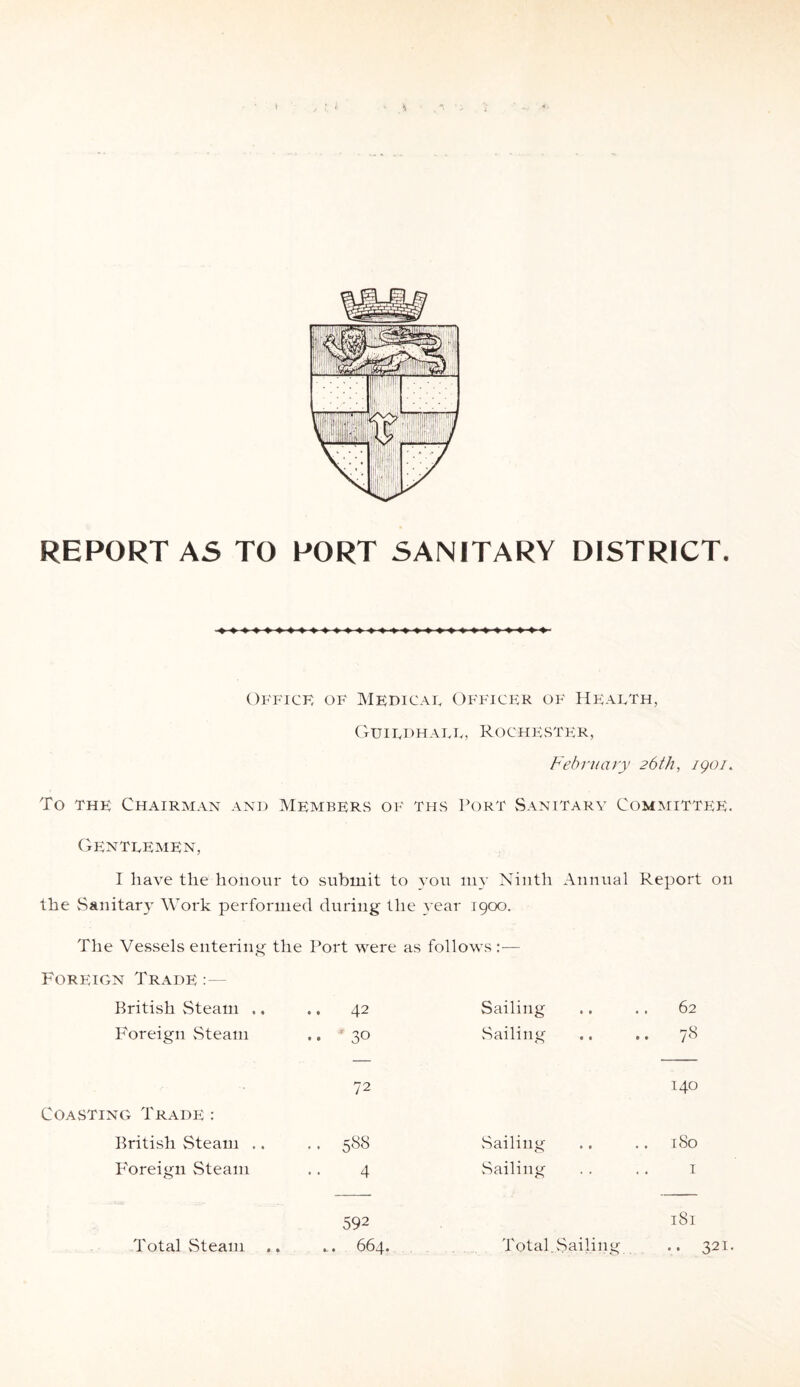 r
REPORT AS TO PORT SANITARY DISTRICT.
OFFICE OF MEDICAL OFFICER OF HEALTH,
GUILDHALL, ROCHESTER,
February 26th, 1901.
TO THE CHAIRMAN AND MEMBERS OF THS PORT SANITARY COMMITTEE.
GENTLEMEN,
I have the honour to submit to you my Ninth Annual Report on
the Sanitary Work performed during the year 1900.
The Vessels entering the Port were as follows:—
FOREIGN TRADE:—
British Steam .. .. 42 Sailing .. .. 62
Foreign Steam .. 30 Sailing .. .. 78
72 140
COASTING TRADE:
British Steam .. .. 588 Sailing .. .. 180
Foreign Steam .. 4 Sailing .. .. 1
592 181
Total Steam .. .. 664. Total Sailing .. 321.